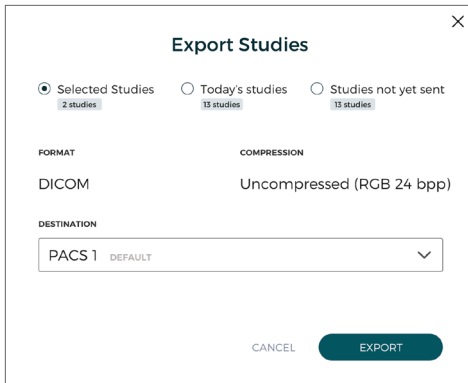 Export Studies
Selected Studies Today's studies Studies not yet sent
2 studies 13 studies 13 studies
FORMAT COMPRESSION
DICOM Uncompressed (RGB 24 bpp)
DESTINATION
PACS 1 DEFAULT
CANCEL EXPORT